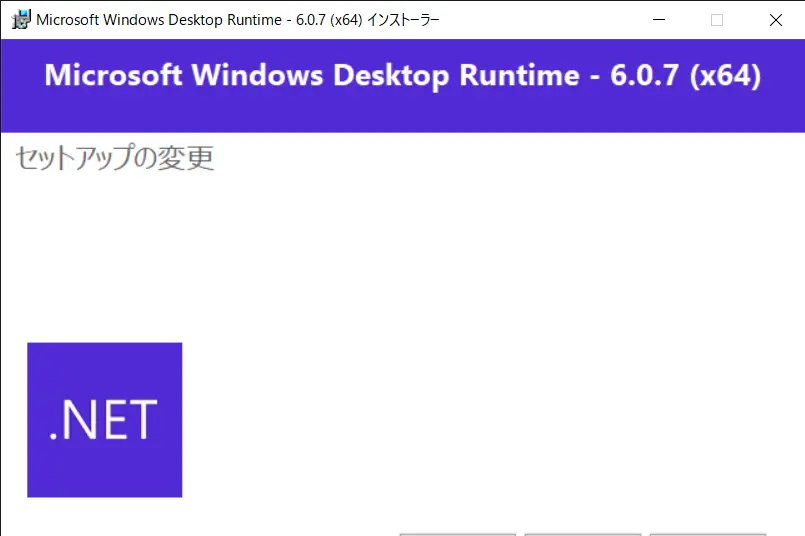 Microsoft Windows Desktop Runtime - 6.0.7 (x64) インストーラー
Microsoft Windows Desktop Runtime - 6.0.7 (x64)
セットアップの変更
.NET